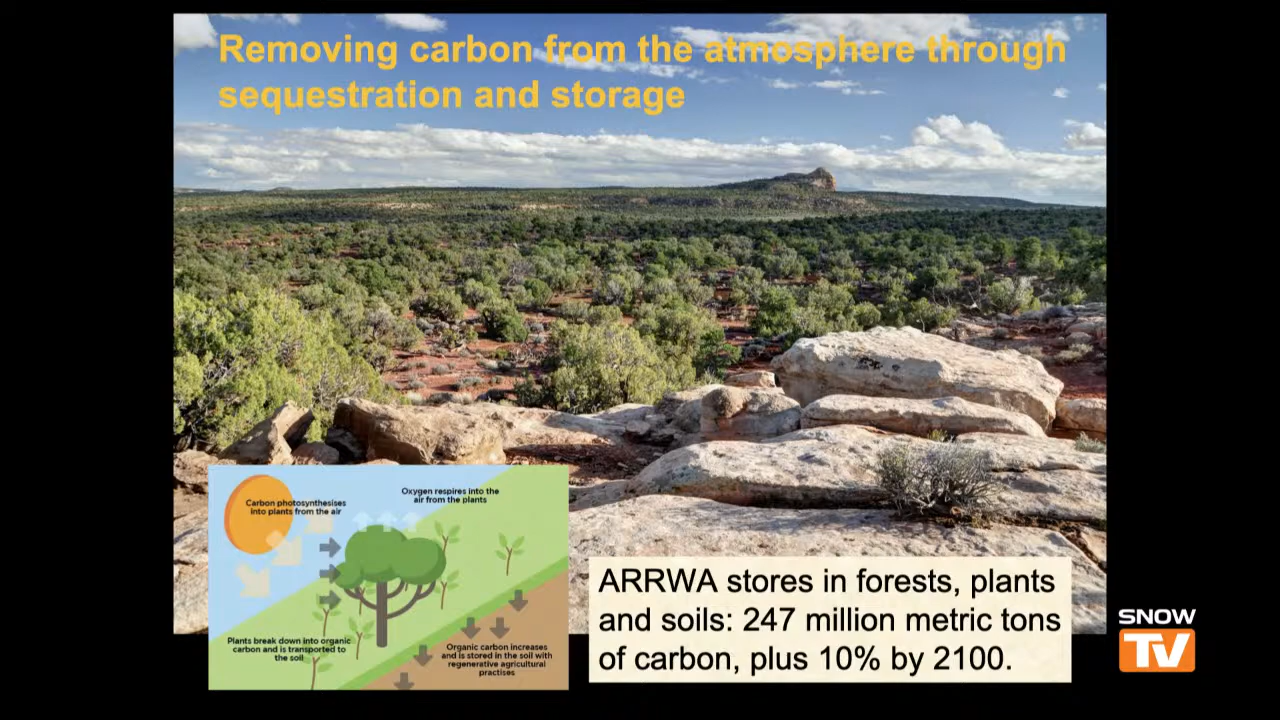 Removing carbon from the atmosphere through
sequestration and storage
Carbon photosynthesises
into plants from the air
Oxygen respires into the
air from the plants
Plants break down into organic
carbon and is transported to
the soil
Organic carbon increases
and is stored in the soil with
regenerative agricultural
practises
ARRWA stores in forests, plants
and soils: 247 million metric tons
of carbon, plus 10% by 2100.
SNOW
TV